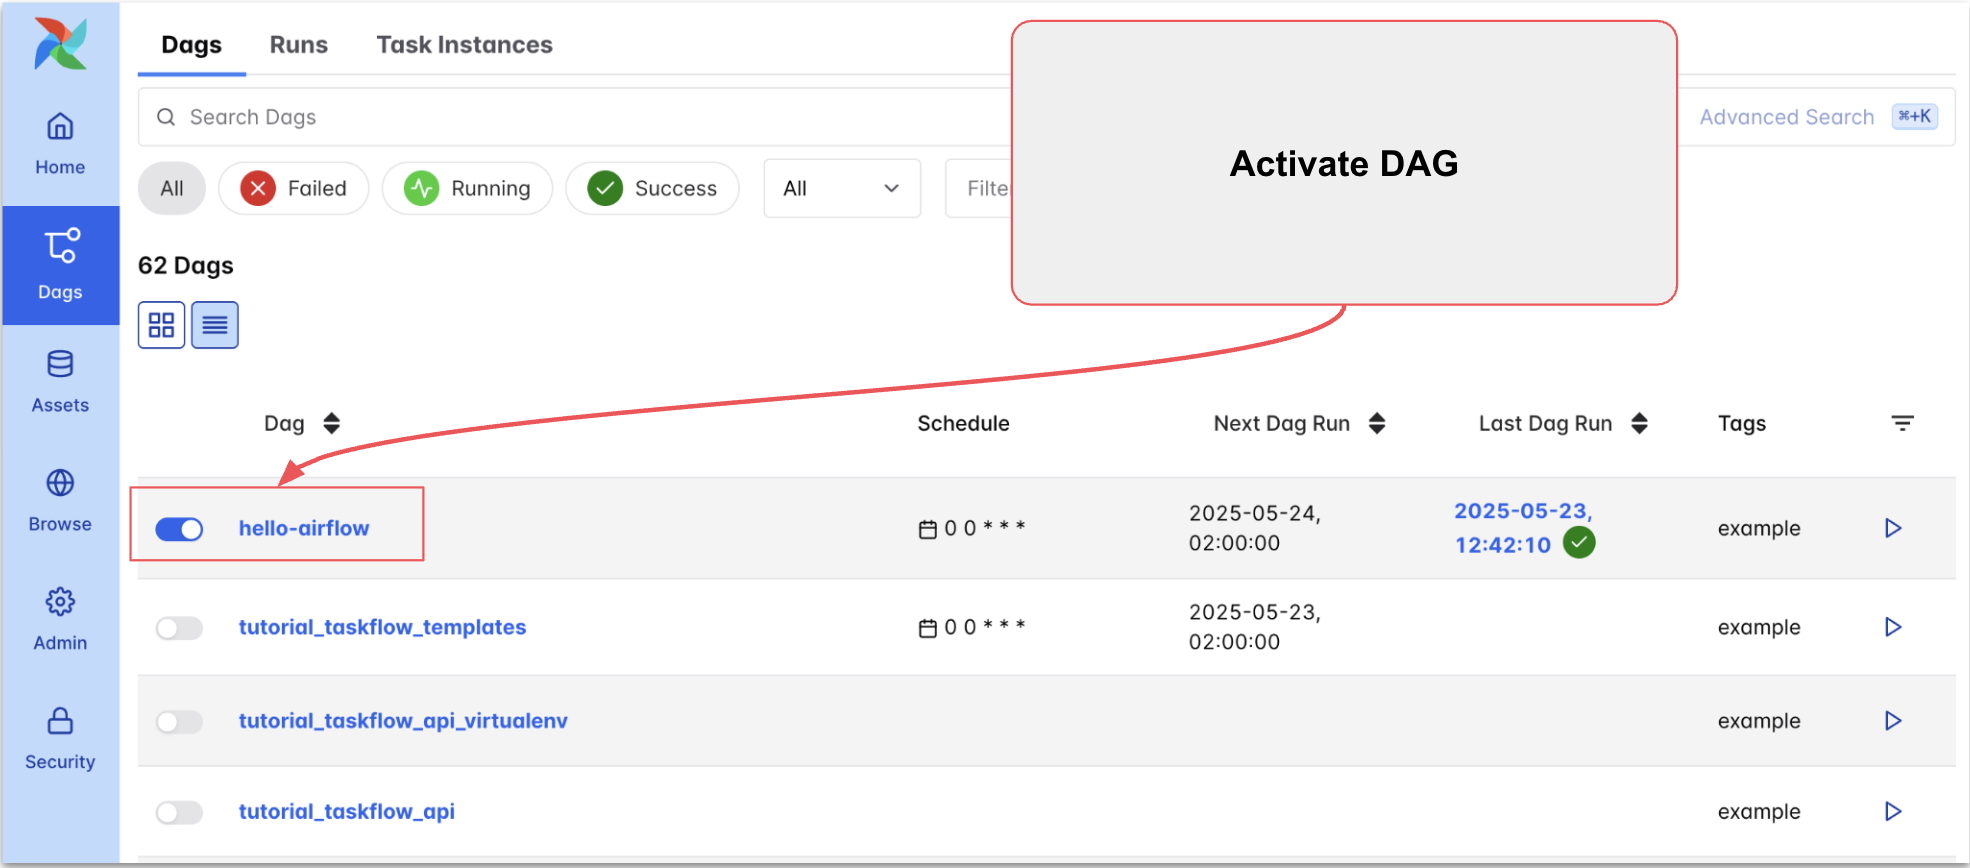 Dags Runs Task Instances
Search Dags
Advanced Search ⌘+K
Activate DAG
Home
All Failed Running Success All Filte
62 Dags
Dags
Assets
Dag Schedule Next Dag Run Last Dag Run Tags
Browse
hello-airflow 0 0 * * * 2025-05-24, 02:00:00 2025-05-23, 12:42:10 example
tutorial_taskflow_templates 0 0 * * * 2025-05-23, 02:00:00 example
Admin
tutorial_taskflow_api_virtualenv example
Security
tutorial_taskflow_api example